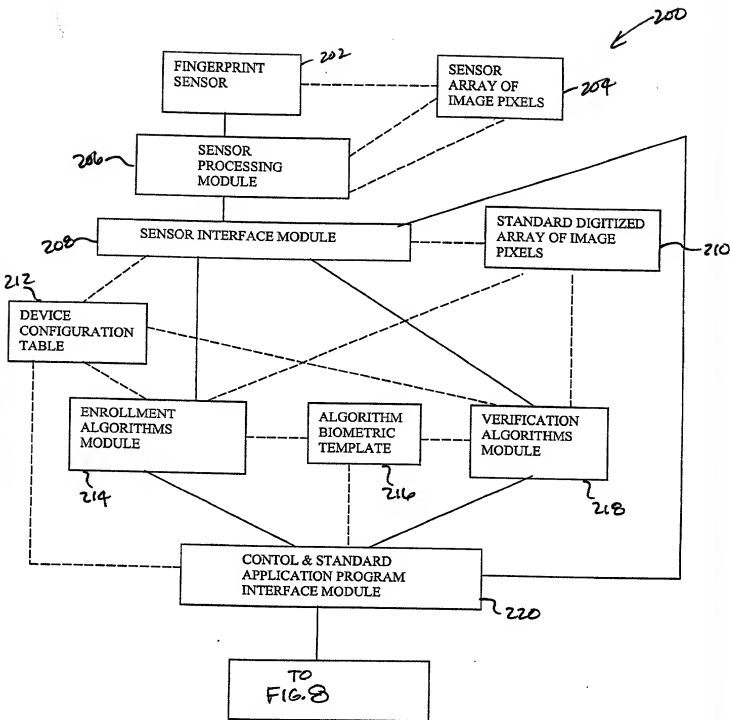 200
FINGERPRINT
SENSOR
202
SENSOR
ARRAY OF
IMAGE PIXELS
204
206
SENSOR
PROCESSING
MODULE
208
SENSOR INTERFACE MODULE
STANDARD DIGITIZED
ARRAY OF IMAGE
PIXELS
210
212
DEVICE
CONFIGURATION
TABLE
ENROLLMENT
ALGORITHMS
MODULE
214
ALGORITHM
BIOMETRIC
TEMPLATE
216
VERIFICATION
ALGORITHMS
MODULE
218
CONTOL & STANDARD
APPLICATION PROGRAM
INTERFACE MODULE
220
TO
FIG. 8